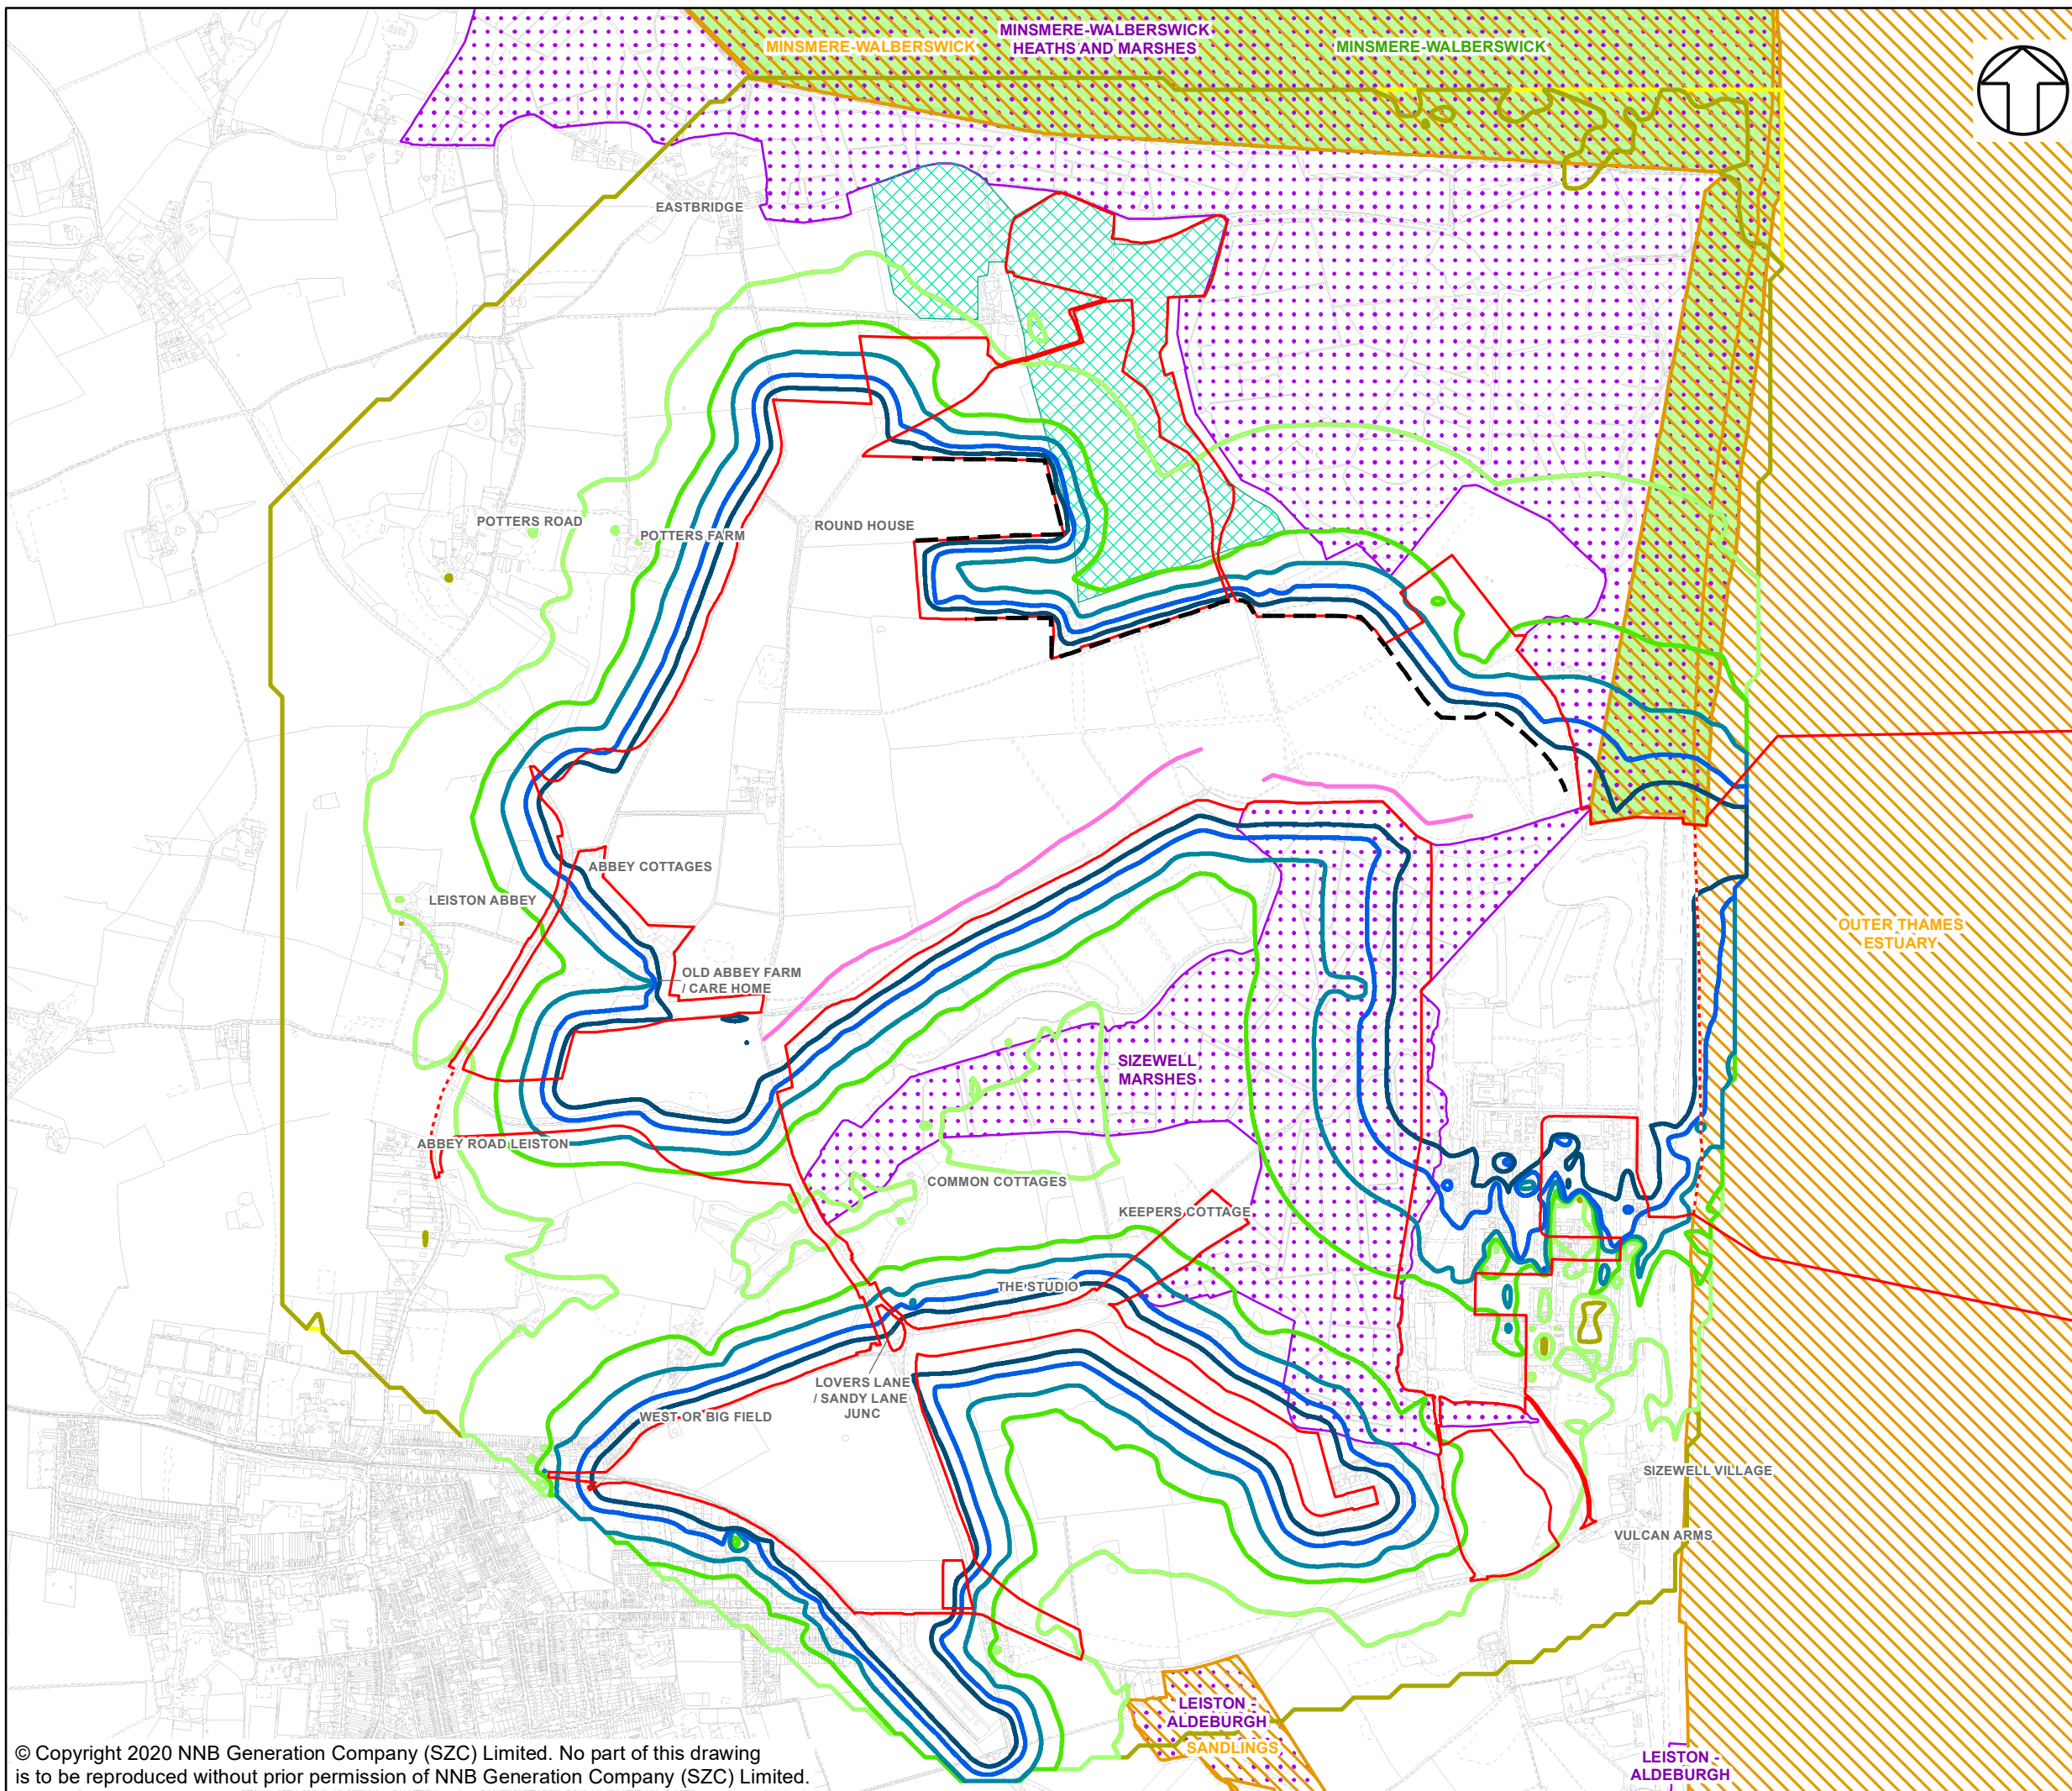 MINSMERE-WALBERSWICK
MINSMERE-WALBERSWICK
HEATHS AND MARSHES
MINSMERE-WALBERSWICK
EASTBRIDGE
POTTERS ROAD
POTTERS FARM
ROUND HOUSE
ABBEY COTTAGES
LEISTON ABBEY
OUTER THAMES
ESTUARY
OLD ABBEY FARM
/ CARE HOME
SIZEWELL
MARSHES
ABBEY ROAD LEISTON
COMMON COTTAGES
KEEPERS COTTAGE
THE STUDIO
LOVERS LANE
/ SANDY LANE
JUNC
WEST OR BIG FIELD
SIZEWELL VILLAGE
VULCAN ARMS
LEISTON -
ALDEBURGH
SANDLINGS
LEISTON -
ALDEBURGH
© Copyright 2020 NNB Generation Company (SZC) Limited. No part of this drawing
is to be reproduced without prior permission of NNB Generation Company (SZC) Limited.